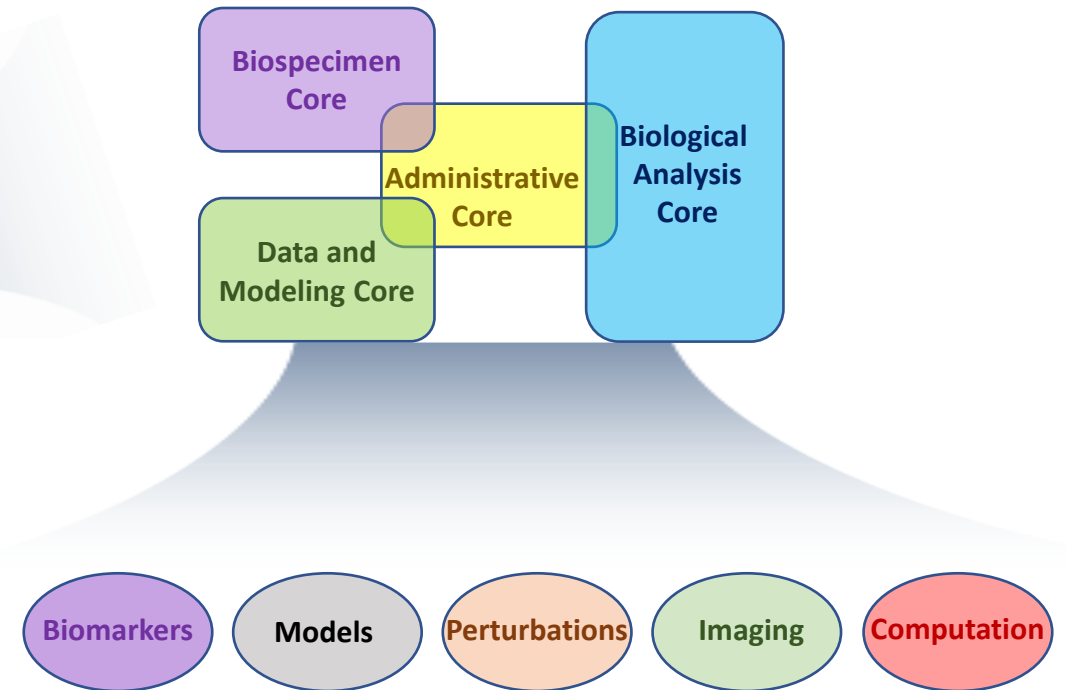 Biospecimen
Core
Administrative
Core
Biological
Analysis
Core
Data and
Modeling Core
Biomarkers
Models
Perturbations
Imaging
Computation